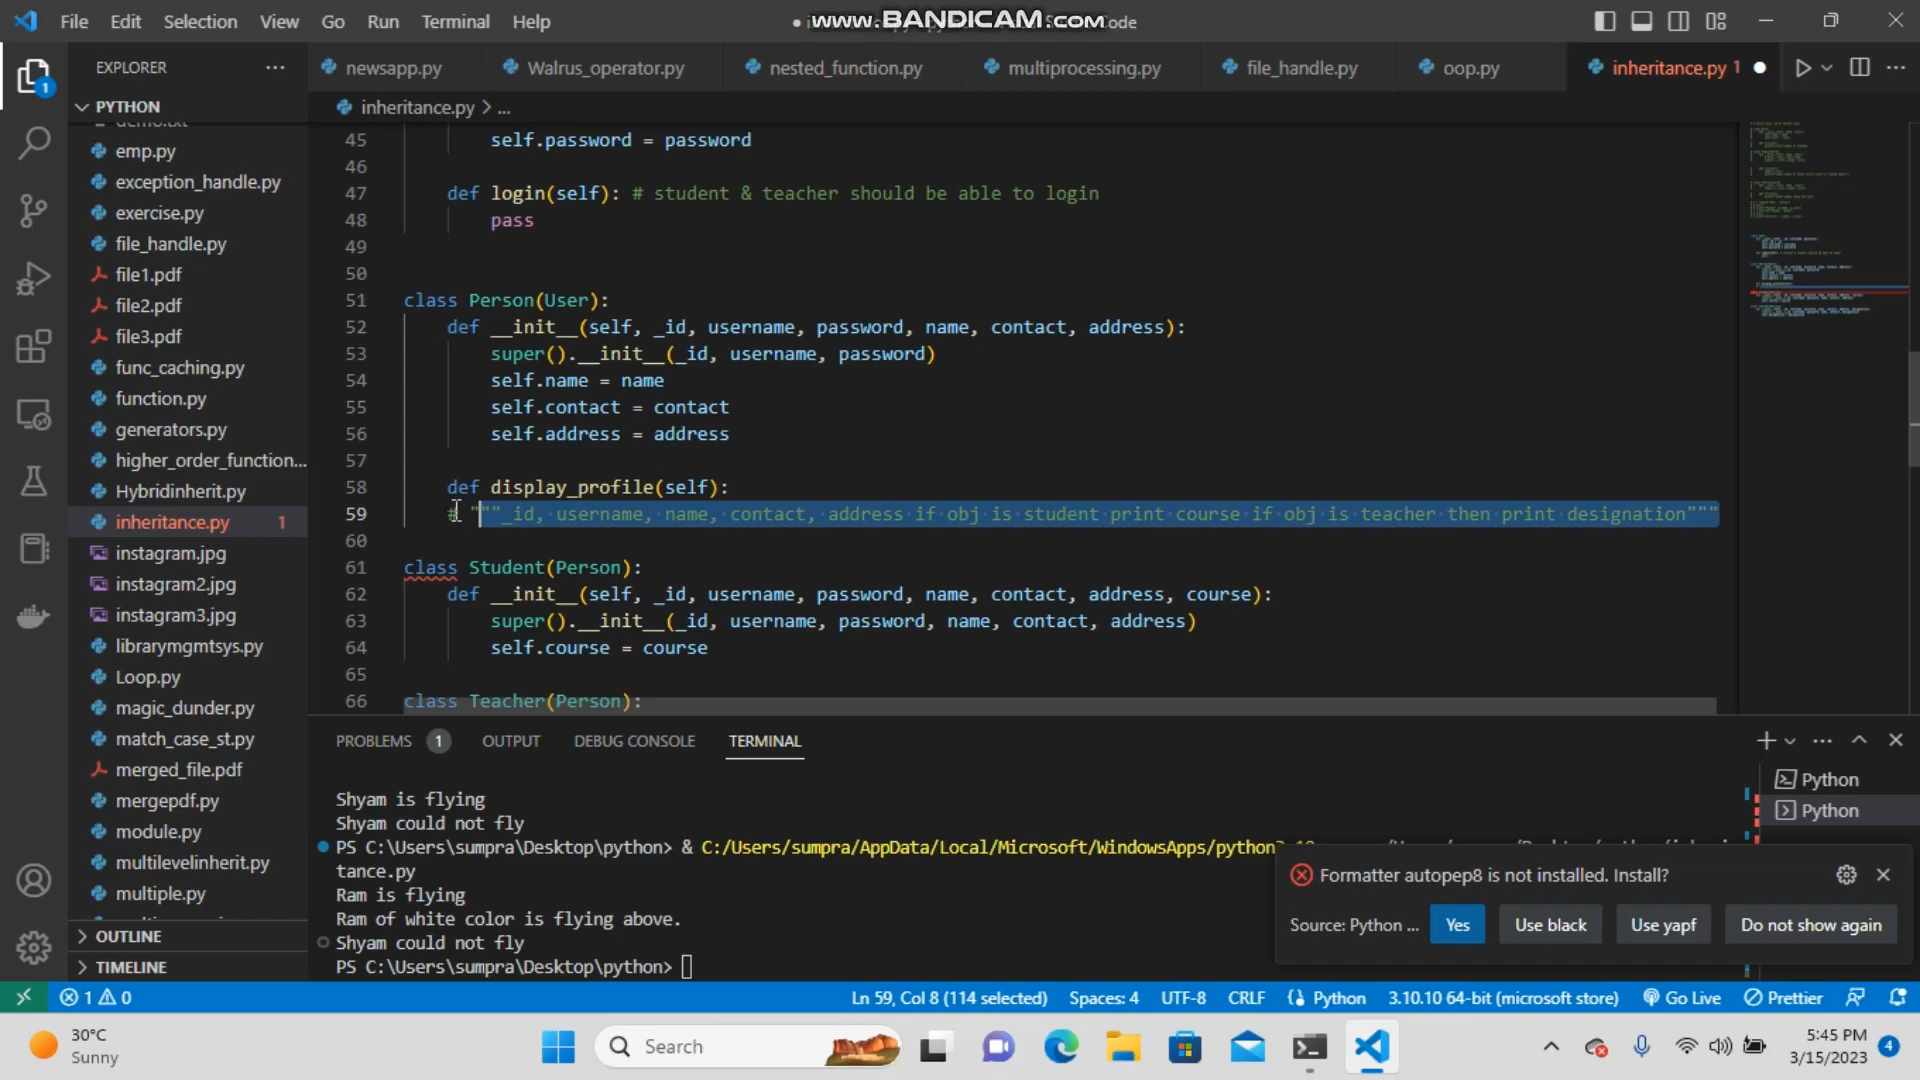 File Edit View Go Run Terminal Help
www.BANDICAM.com
Code
EXPLORER
newsapp.py
Walrus_operator.py
nested_function.py
multiprocessing.py
file_handle.py
oop.py
inheritance.py 1
PYTHON
inheritance.py > ...
emp.py
exception_handle.py
exercise.py
file_handle.py
file1.pdf
file2.pdf
file3.pdf
func_caching.py
function.py
generators.py
higher_order_function...
Hybridinherit.py
inheritance.py 1
instagram.jpg
instagram2.jpg
instagram3.jpg
librarymgmtsys.py
Loop.py
magic_dunder.py
match_case_st.py
merged_file.pdf
mergepdf.py
module.py
multilevelinherit.py
multiple.py
OUTLINE
TIMELINE
45 self.password = password
46
47 def login(self): # student & teacher should be able to login
48 pass
49
50
51 class Person(User):
52 def __init__(self, _id, username, password, name, contact, address):
53 super().__init__(_id, username, password)
54 self.name = name
55 self.contact = contact
56 self.address = address
57
58 def display_profile(self):
59 # """_id, username, name, contact, address if obj is student print course if obj is teacher then print designation"""
60
61 class Student(Person):
62 def __init__(self, _id, username, password, name, contact, address, course):
63 super().__init__(_id, username, password, name, contact, address)
64 self.course = course
65
66 class Teacher(Person):
PROBLEMS 1 OUTPUT DEBUG CONSOLE TERMINAL
Shyam is flying
Shyam could not fly
PS C:\Users\sumpra\Desktop\python> & C:/Users/sumpra/AppData/Local/Microsoft/WindowsApps/python3.10
tance.py
Ram is flying
Ram of white color is flying above.
Shyam could not fly
PS C:\Users\sumpra\Desktop\python>
Python
Python
Formatter autopep8 is not installed. Install?
Source: Python ... Yes Use black Use yapf Do not show again
1 0 Ln 59, Col 8 (114 selected) Spaces: 4 UTF-8 CRLF Python 3.10.10 64-bit (microsoft store) Go Live Prettier
30°C
Sunny
Search
5:45 PM
3/15/2023
4